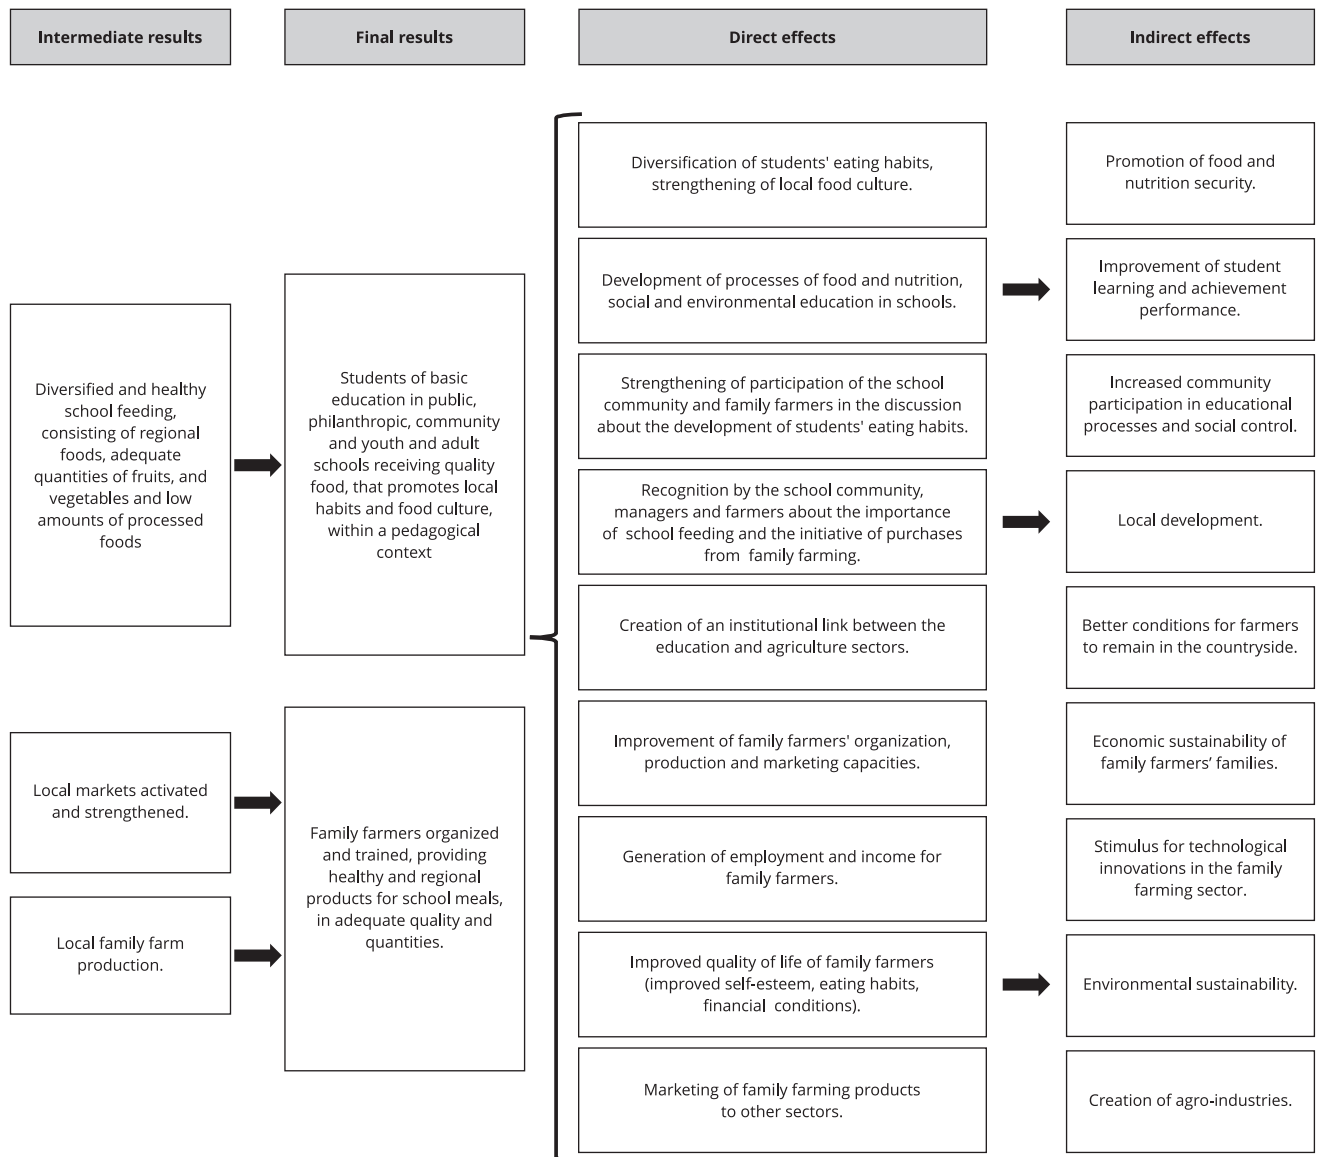 Intermediate results
Final results
Direct effects
Indirect effects
Diversified and healthy
school feeding,
consisting of regional
foods, adequate
quantities of fruits, and
vegetables and low
amounts of processed
foods
Local markets activated
and strengthened.
Local family farm
production.
Students of basic
education in public,
philanthropic, community
and youth and adult
schools receiving quality
food, that promotes local
habits and food culture,
within a pedagogical
context
Family farmers organized
and trained, providing
healthy and regional
products for school meals,
in adequate quality and
quantities.
Diversification of students' eating habits,
strengthening of local food culture.
Development of processes of food and nutrition,
social and environmental education in schools.
Strengthening of participation of the school
community and family farmers in the discussion
about the development of students' eating habits.
Recognition by the school community,
managers and farmers about the importance
of school feeding and the initiative of purchases
from family farming.
Creation of an institutional link between the
education and agriculture sectors.
Improvement of family farmers' organization,
production and marketing capacities.
Generation of employment and income for
family farmers.
Improved quality of life of family farmers
(improved self-esteem, eating habits,
financial conditions).
Marketing of family farming products
to other sectors.
Promotion of food and
nutrition security.
Improvement of student
learning and achievement
performance.
Increased community
participation in educational
processes and social control.
Local development.
Better conditions for farmers
to remain in the countryside.
Economic sustainability of
family farmers’ families.
Stimulus for technological
innovations in the family
farming sector.
Environmental sustainability.
Creation of agro-industries.